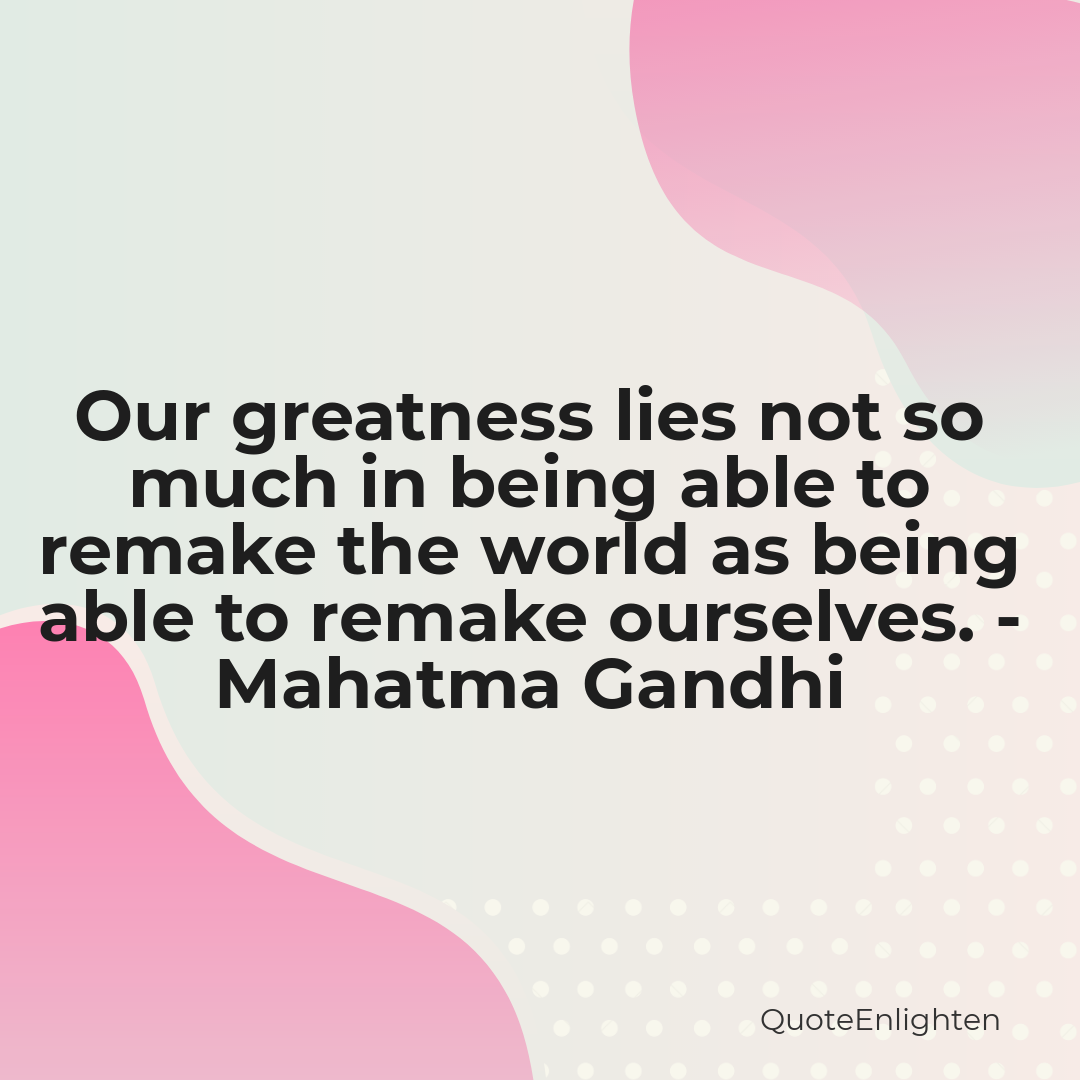 Our greatness lies not so
much in being able to
remake the world as being
able to remake ourselves. -
Mahatma Gandhi
QuoteEnlighten